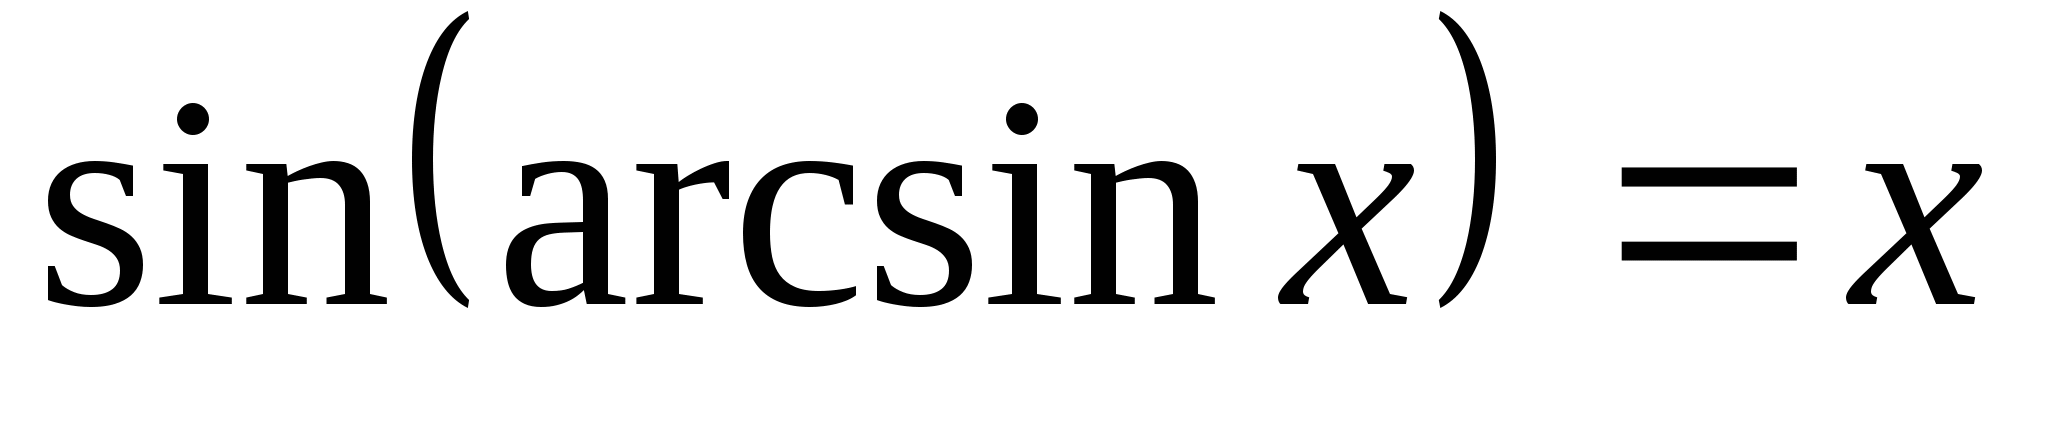 sin(arcsin x) = x